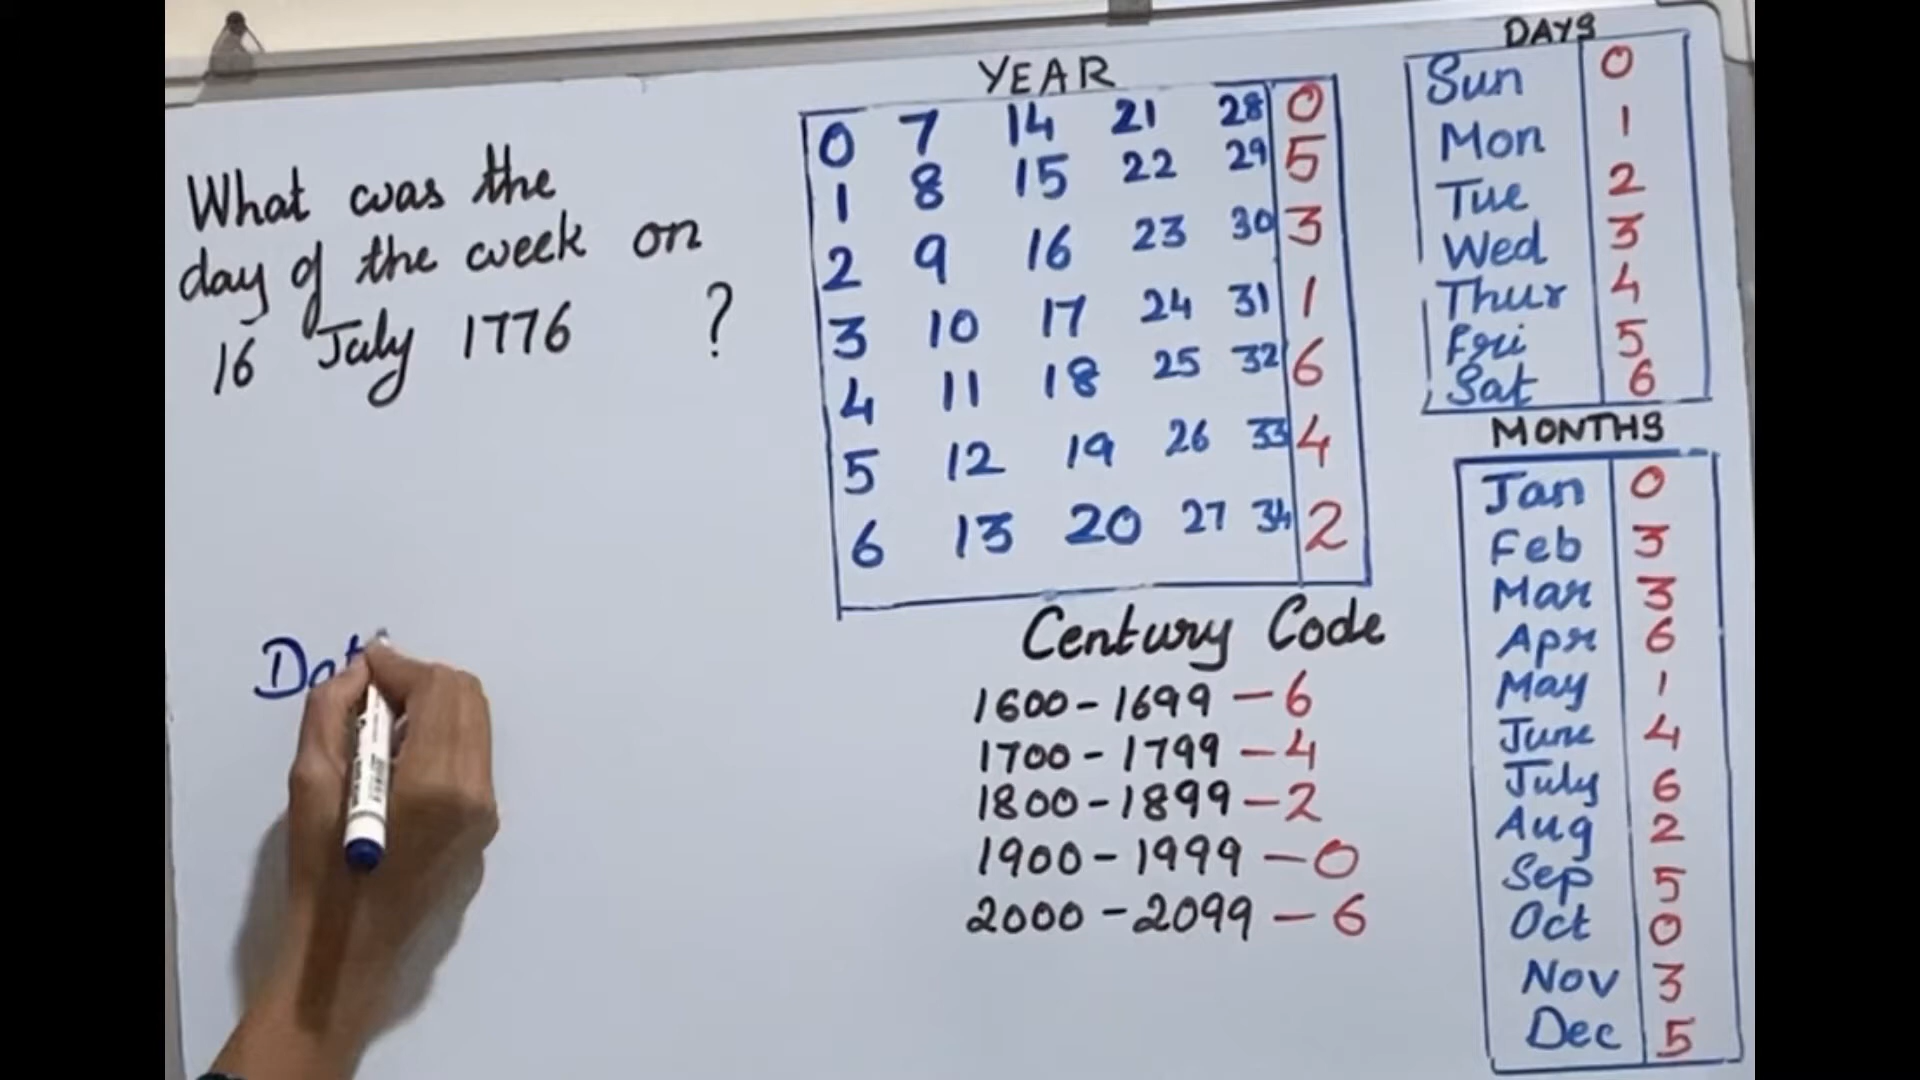 What was the
day of the week on
16 July 1776 ?
YEAR
0 7 14 21 28 0
1 8 15 22 29 5
2 9 16 23 30 3
3 10 17 24 31 1
4 11 18 25 32 6
5 12 19 26 33 4
6 13 20 27 34 2
Century Code
1600 - 1699 - 6
1700 - 1799 - 4
1800 - 1899 - 2
1900 - 1999 - 0
2000 - 2099 - 6
DAYS
Sun 0
Mon 1
Tue 2
Wed 3
Thur 4
Fri 5
Sat 6
MONTHS
Jan 0
Feb 3
Mar 3
Apr 6
May 1
June 4
July 6
Aug 2
Sep 5
Oct 0
Nov 3
Dec 5